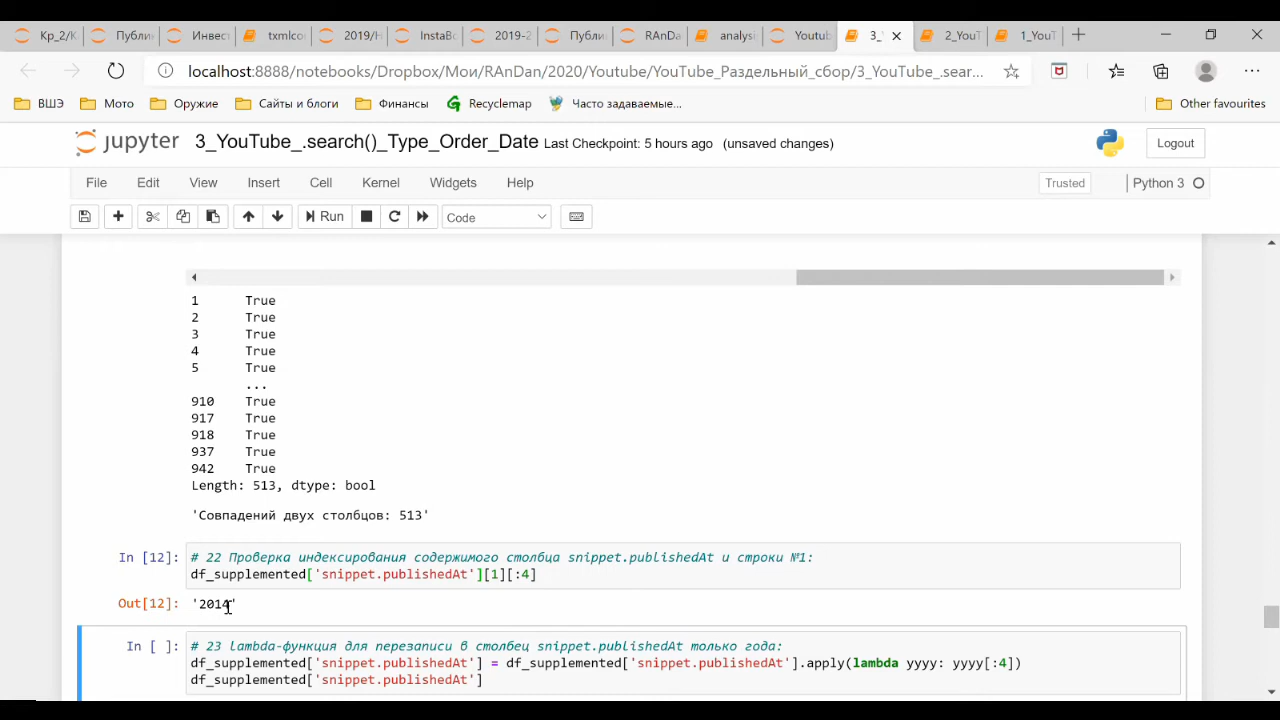 Кр_2/К
Публи
Инвест
txmlcor
2019/Н
InstaBo
2019-2
Публи
RAnDa
analysi
Youtub
3_
2_YouT
1_YouT
localhost:8888/notebooks/Dropbox/Мои/RAnDan/2020/Youtube/YouTube_Раздельный_сбор/3_YouTube_.sear...
ВШЭ Мото Оружие Сайты и блоги Финансы Recyclemap Часто задаваемые... Other favourites
jupyter 3_YouTube_.search()_Type_Order_Date Last Checkpoint: 5 hours ago (unsaved changes) Logout
File Edit View Insert Cell Kernel Widgets Help Trusted Python 3
Run Code
1 True
2 True
3 True
4 True
5 True
...
910 True
917 True
918 True
937 True
942 True
Length: 513, dtype: bool
'Совпадений двух столбцов: 513'
In [12]: # 22 Проверка индексирования содержимого столбца snippet.publishedAt и строки №1:
df_supplemented['snippet.publishedAt'][1][:4]
Out[12]: '2014'
In [ ]: # 23 lambda-функция для перезаписи в столбец snippet.publishedAt только года:
df_supplemented['snippet.publishedAt'] = df_supplemented['snippet.publishedAt'].apply(lambda yyyy: yyyy[:4])
df_supplemented['snippet.publishedAt']